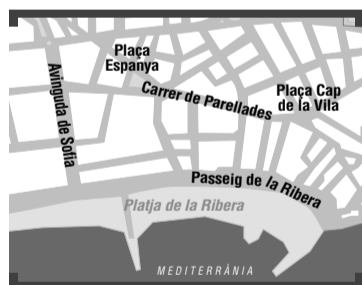 Plaça
Espanya
Avinguda de Sofia
Carrer de Parellades
Plaça Cap
de la Vila
Passeig de la Ribera
Platja de la Ribera
MEDITERRÀNIA